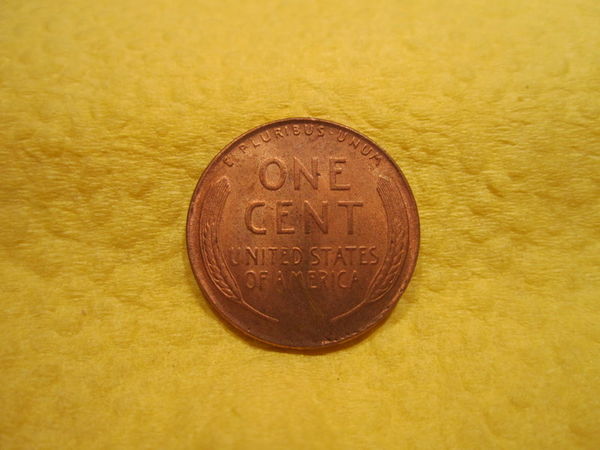 E·PLURIBUS·UNUM
ONE
CENT
UNITED STATES
OF AMERICA